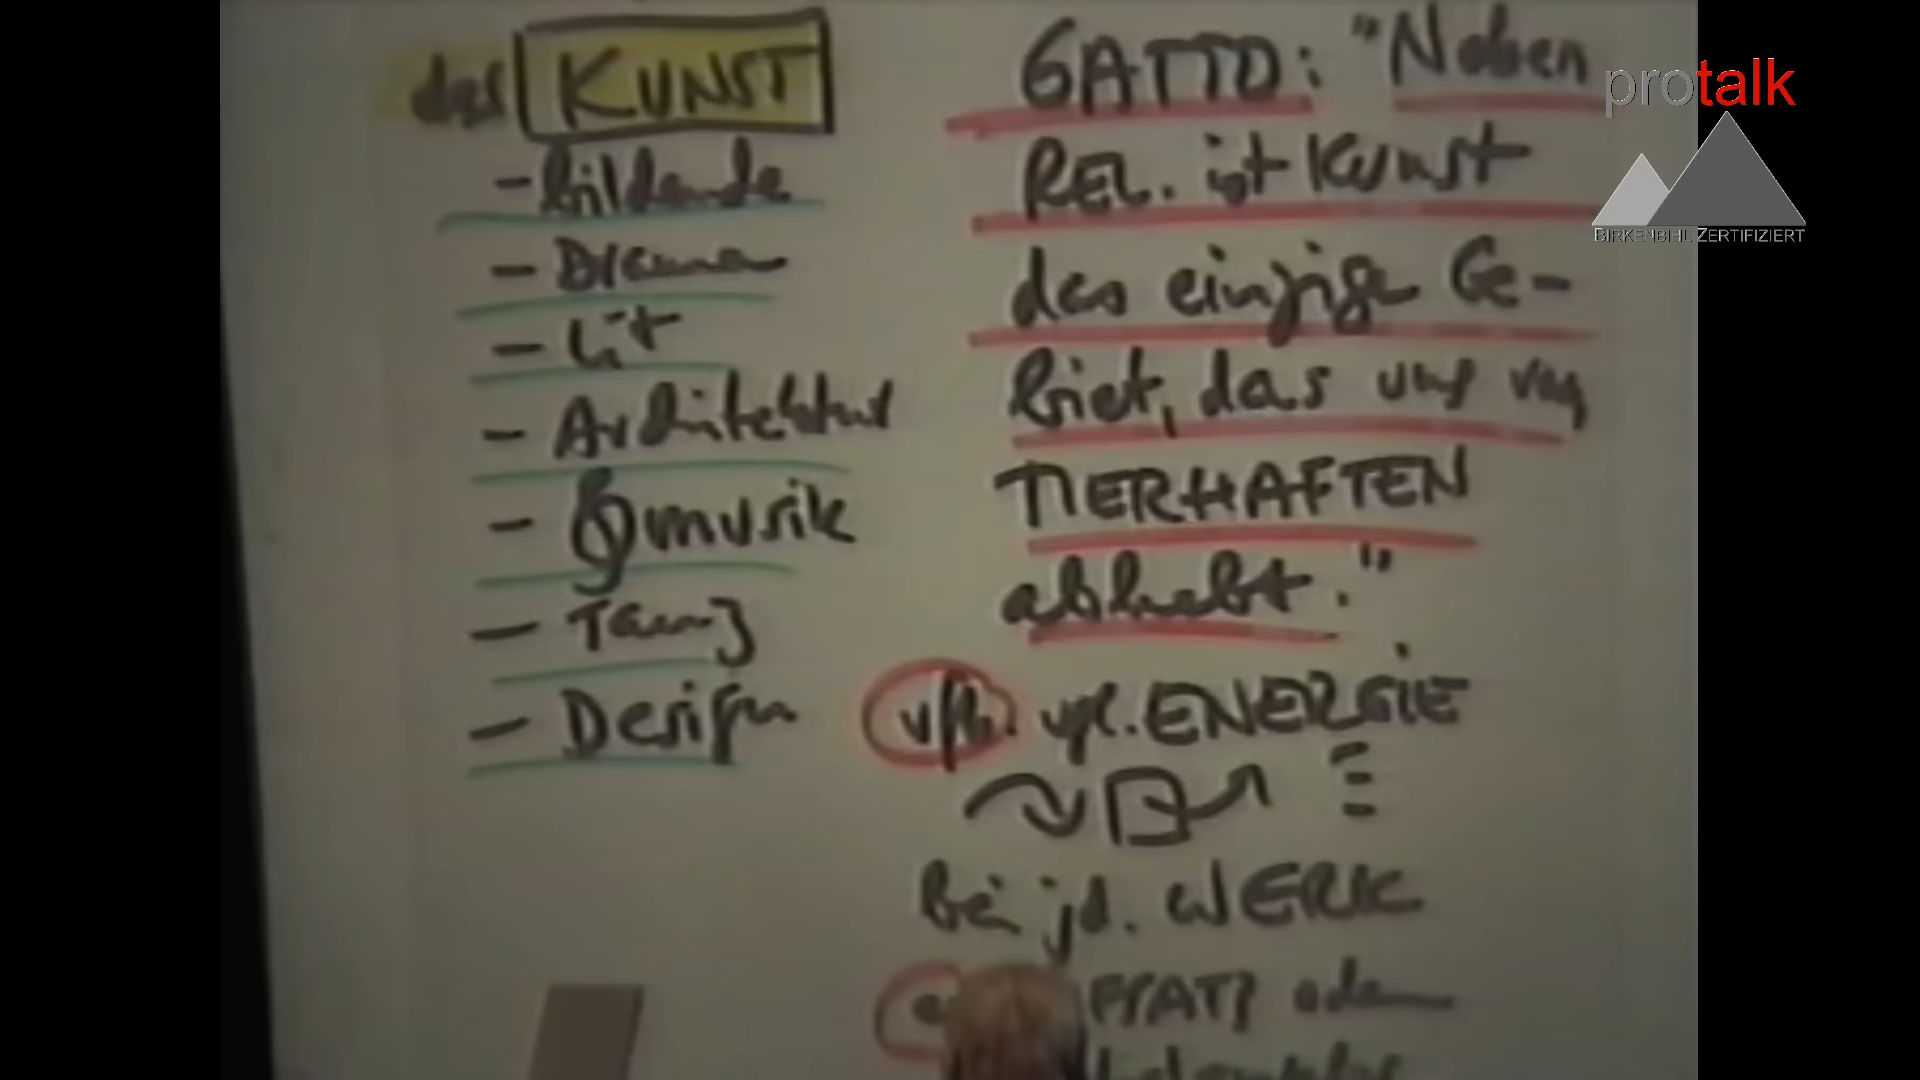 das KUNST
- bildende
- Drama
- Lit
- Architektur
- musik
- Tanz
- Design
GATTO: "Neben
REL. ist Kunst
das einzige Ge-
biet, das uns vom
TIERHAFTEN
abhebt."
vfb. vgl. ENERGIE
bei jd. WERK
oder
protalk
BIRKENBIHL ZERTIFIZIERT